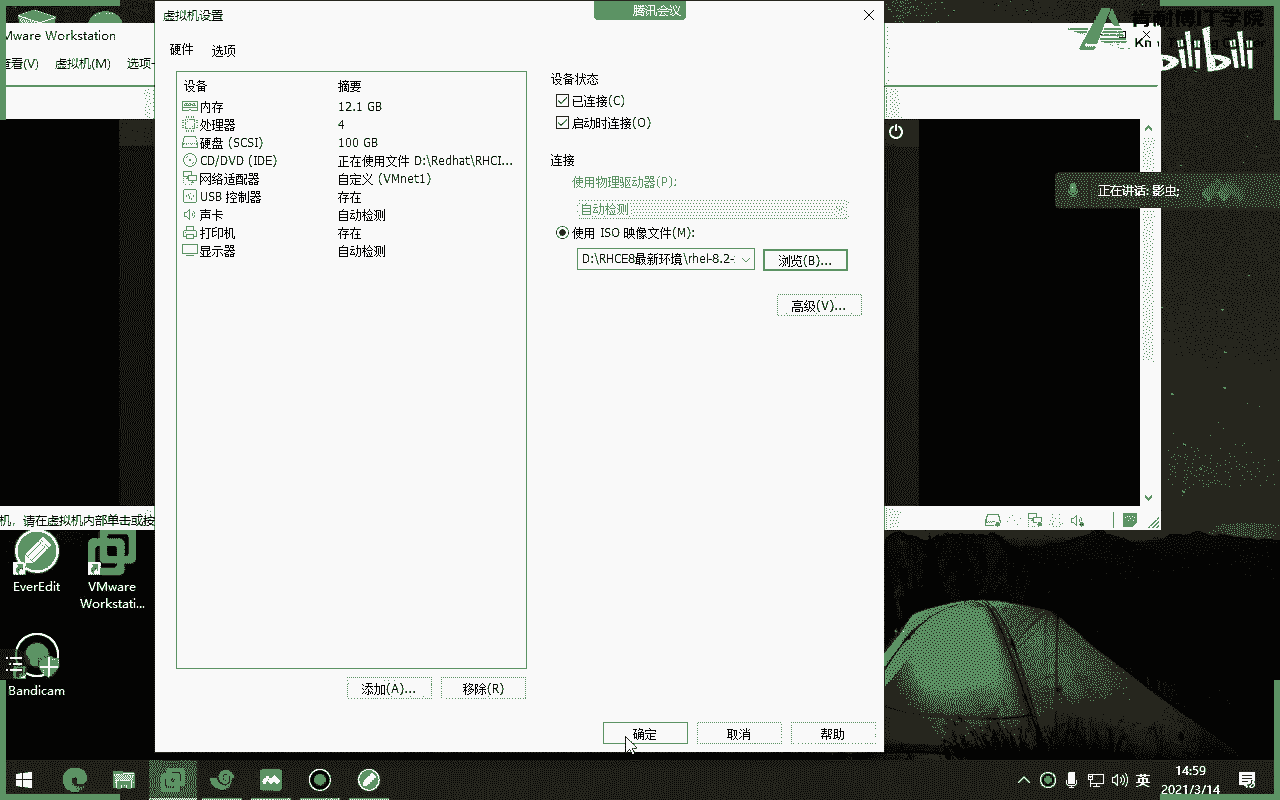 虚拟机设置
腾讯会议
Mware Workstation
查看(V) 虚拟机(M) 选项
硬件 选项
设备 摘要
内存 12.1 GB
处理器 4
硬盘 (SCSI) 100 GB
CD/DVD (IDE) 正在使用文件 D:\Redhat\RHCI...
网络适配器 自定义 (VMnet1)
USB 控制器 存在
声卡 自动检测
打印机 存在
显示器 自动检测
设备状态
已连接(C)
启动时连接(O)
连接
使用物理驱动器(P):
自动检测
使用 ISO 映像文件(M):
D:\RHCE8最新环境\rhel-8.2-
浏览(B)...
高级(V)...
添加(A)... 移除(R)
确定 取消 帮助
bilibili
正在讲话: 影虫;
机，请在虚拟机内部单击或按
EverEdit
VMware
Workstati...
Bandicam
英
14:59
2021/3/14